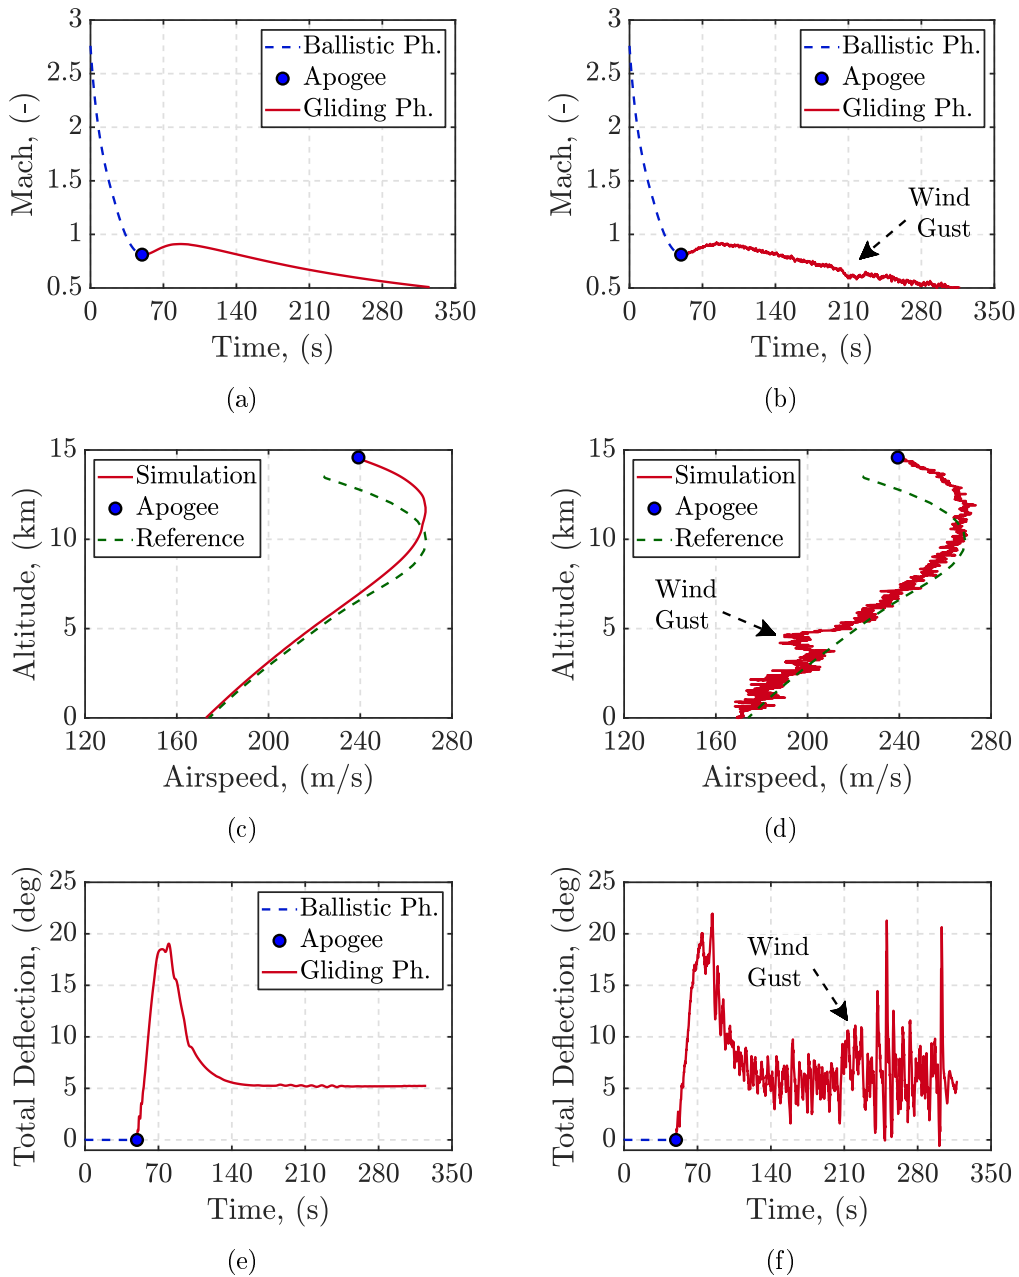 3
2.5
2
1.5
1
0.5
Mach, (-)
Ballistic Ph.
Apogee
Gliding Ph.
0 70 140 210 280 350
Time, (s)
(a)
3
2.5
2
1.5
1
0.5
Mach, (-)
Ballistic Ph.
Apogee
Gliding Ph.
Wind
Gust
0 70 140 210 280 350
Time, (s)
(b)
15
10
5
0
Altitude, (km)
Simulation
Apogee
Reference
120 160 200 240 280
Airspeed, (m/s)
(c)
15
10
5
0
Altitude, (km)
Simulation
Apogee
Reference
Wind
Gust
120 160 200 240 280
Airspeed, (m/s)
(d)
25
20
15
10
5
0
Total Deflection, (deg)
Ballistic Ph.
Apogee
Gliding Ph.
0 70 140 210 280 350
Time, (s)
(e)
25
20
15
10
5
0
Total Deflection, (deg)
Wind
Gust
0 70 140 210 280 350
Time, (s)
(f)